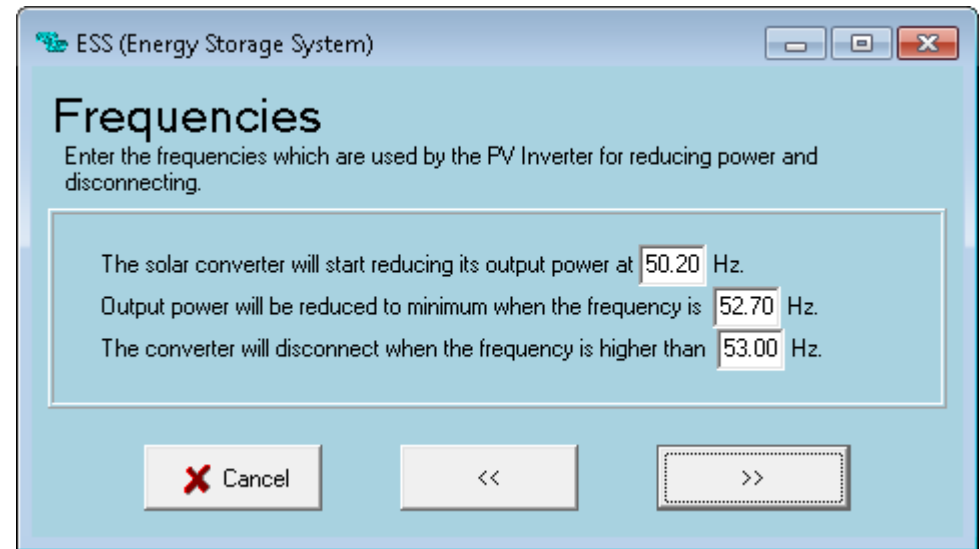 ESS (Energy Storage System)
Frequencies
Enter the frequencies which are used by the PV Inverter for reducing power and
disconnecting.
The solar converter will start reducing its output power at 50.20 Hz.
Output power will be reduced to minimum when the frequency is 52.70 Hz.
The converter will disconnect when the frequency is higher than 53.00 Hz.
Cancel << >>